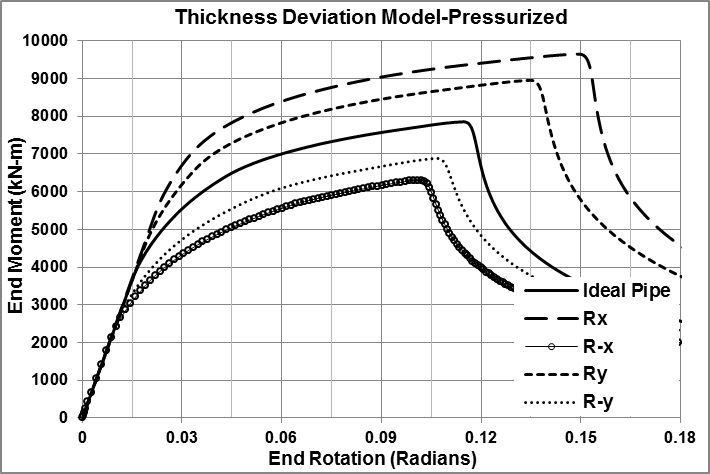 Thickness Deviation Model-Pressurized
End Moment (kN-m)
10000
9000
8000
7000
6000
5000
4000
3000
2000
1000
0
Ideal Pipe
Rx
R-x
Ry
R-y
0
0.03
0.06
0.09
0.12
0.15
0.18
End Rotation (Radians)